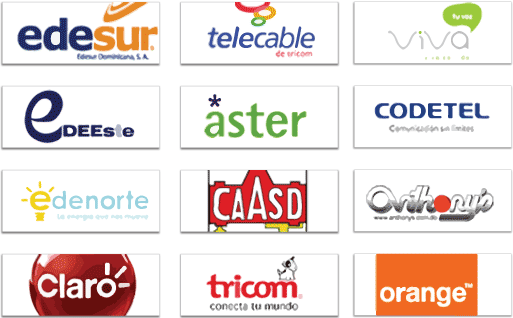 edesur
Edesur Dominicana, S. A.
telecable
de tricom
tu voz
viva
EDEEste
aster
CODETEL
Comunicación sin límites
edenorte
La energía que nos mueve
CAASD
Anthony's
www.anthonys.com.do
Claro
tricom
conecta tu mundo
orange™